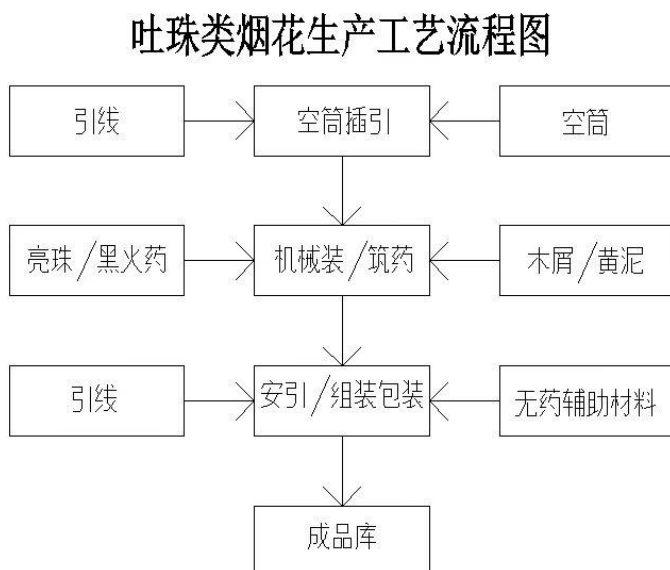 吐珠类烟花生产工艺流程图
引线
空筒插引
空筒
亮珠/黑火药
机械装/筑药
木屑/黄泥
引线
安引/组装包装
无药辅助材料
成品库